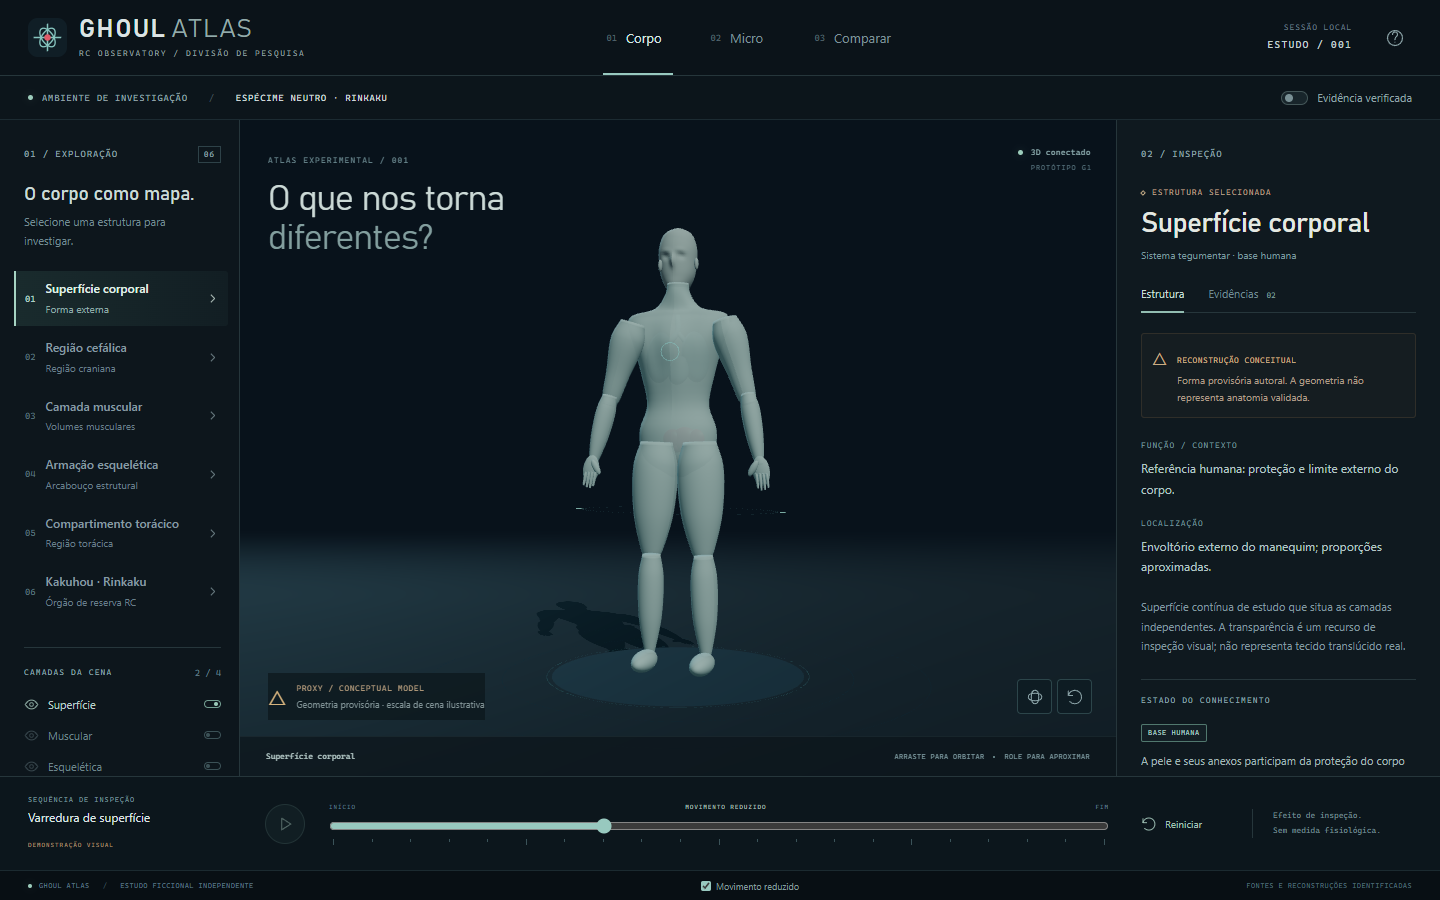 GHOUL ATLAS
RC OBSERVATORY / DIVISÃO DE PESQUISA
01 Corpo
02 Micro
03 Comparar
SESSÃO LOCAL
ESTUDO / 001
AMBIENTE DE INVESTIGAÇÃO / ESPÉCIME NEUTRO · RINKAKU
Evidência verificada
01 / EXPLORAÇÃO
06
O corpo como mapa.
Selecione uma estrutura para
investigar.
01
Superfície corporal
Forma externa
02
Região cefálica
Região craniana
03
Camada muscular
Volumes musculares
04
Armação esquelética
Arcabouço estrutural
05
Compartimento torácico
Região torácica
06
Kakuhou · Rinkaku
Órgão de reserva RC
CAMADAS DA CENA
2 / 4
Superfície
Muscular
Esquelética
ATLAS EXPERIMENTAL / 001
O que nos torna
diferentes?
3D conectado
PROTÓTIPO G1
PROXY / CONCEPTUAL MODEL
Geometria provisória · escala de cena ilustrativa
Superfície corporal
ARRASTE PARA ORBITAR • ROLE PARA APROXIMAR
02 / INSPEÇÃO
ESTRUTURA SELECIONADA
Superfície corporal
Sistema tegumentar · base humana
Estrutura
Evidências 02
RECONSTRUÇÃO CONCEITUAL
Forma provisória autoral. A geometria não
representa anatomia validada.
FUNÇÃO / CONTEXTO
Referência humana: proteção e limite externo do
corpo.
LOCALIZAÇÃO
Envoltório externo do manequim; proporções
aproximadas.
Superfície contínua de estudo que situa as camadas
independentes. A transparência é um recurso de
inspeção visual; não representa tecido translúcido real.
ESTADO DO CONHECIMENTO
BASE HUMANA
A pele e seus anexos participam da proteção do corpo
SEQUÊNCIA DE INSPEÇÃO
Varredura de superfície
DEMONSTRAÇÃO VISUAL
INÍCIO
MOVIMENTO REDUZIDO
FIM
Reiniciar
Efeito de inspeção.
Sem medida fisiológica.
GHOUL ATLAS / ESTUDO FICCIONAL INDEPENDENTE
Movimento reduzido
FONTES E RECONSTRUÇÕES IDENTIFICADAS